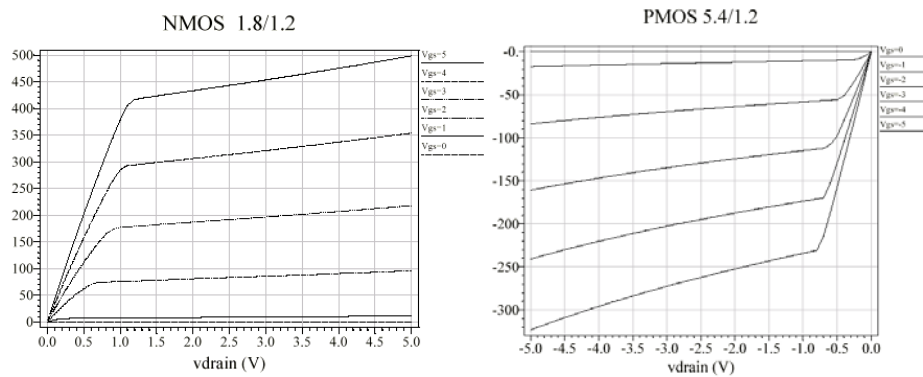 NMOS 1.8/1.2
500
450
400
350
300
250
200
150
100
50
0
0.0 0.5 1.0 1.5 2.0 2.5 3.0 3.5 4.0 4.5 5.0
vdrain (V)
Vgs=5
Vgs=4
Vgs=3
Vgs=2
Vgs=1
Vgs=0
PMOS 5.4/1.2
-0.
-50
-100
-150
-200
-250
-300
-5.0 -4.5 -4.0 -3.5 -3.0 -2.5 -2.0 -1.5 -1.0 -0.5 0.0
vdrain (V)
Vgs=0
Vgs=-1
Vgs=-2
Vgs=-3
Vgs=-4
Vgs=-5